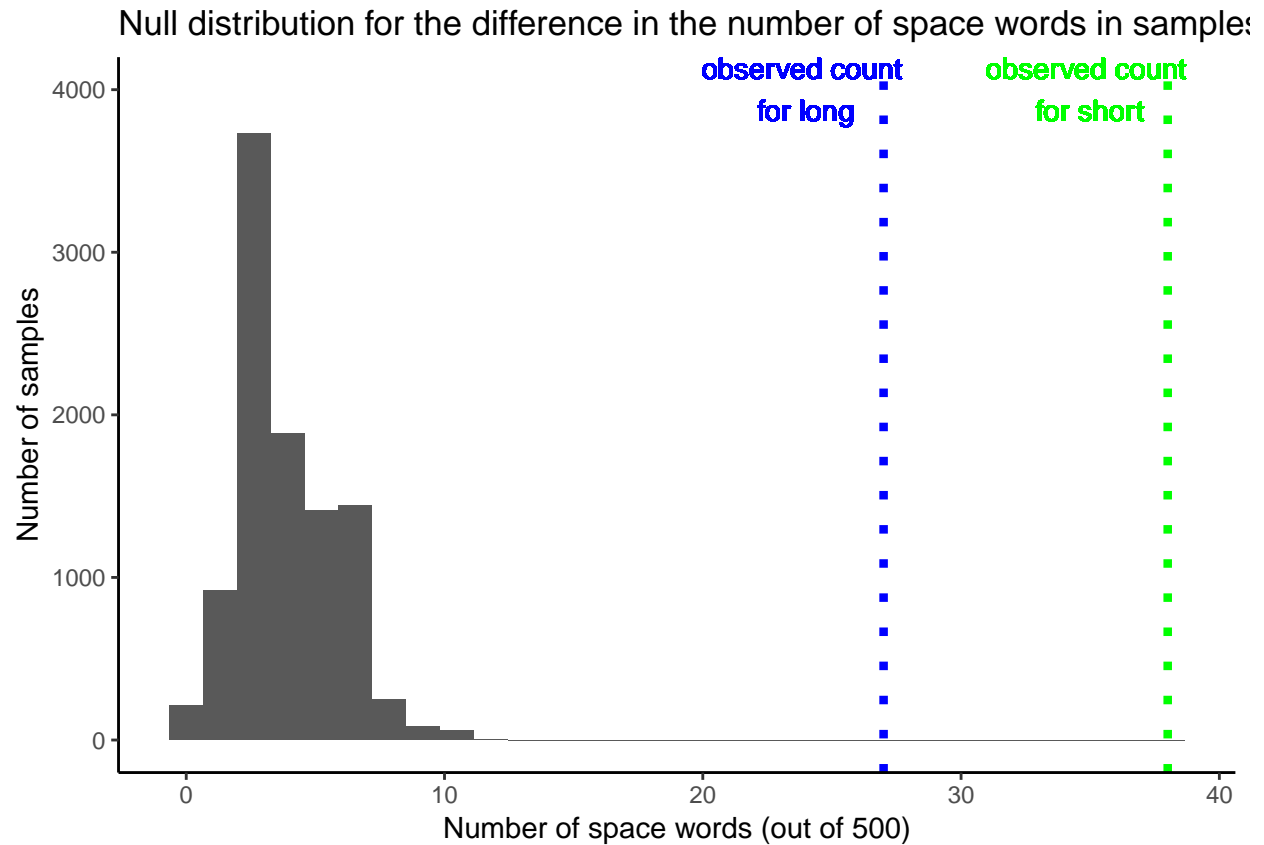 Null distribution for the difference in the number of space words in samples
observed count
for long
observed count
for short
4000
3000
2000
1000
0
Number of samples
0 10 20 30 40
Number of space words (out of 500)